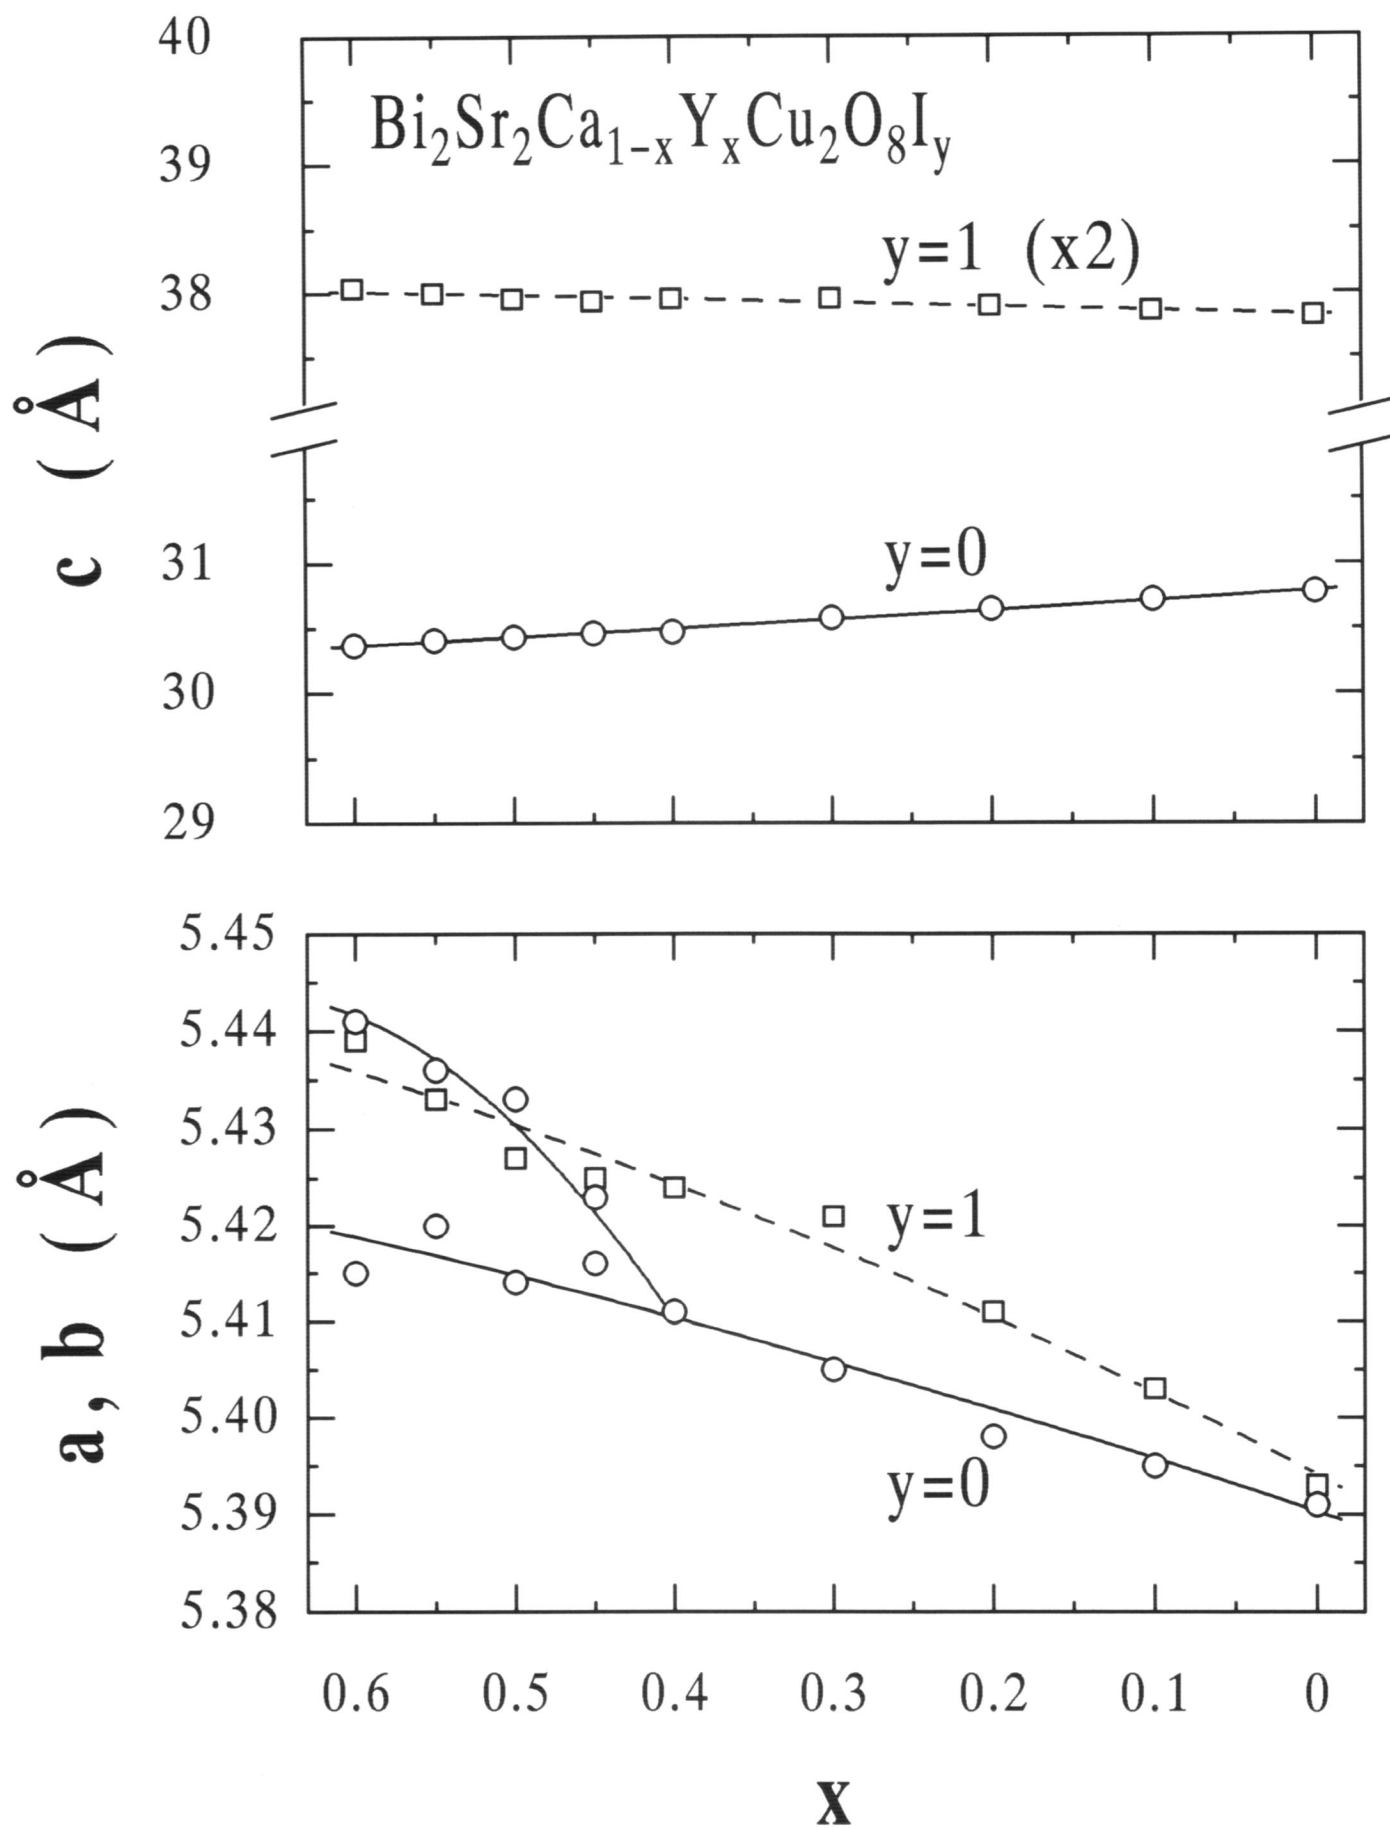 40
Bi₂Sr₂Ca₁₋ₓYₓCu₂O₈I_y
39
y=1 (x2)
38
c (Å)
y=0
31
30
29
5.45
5.44
5.43
a, b (Å)
y=1
5.42
5.41
5.40
y=0
5.39
5.38
0.6 0.5 0.4 0.3 0.2 0.1 0
x